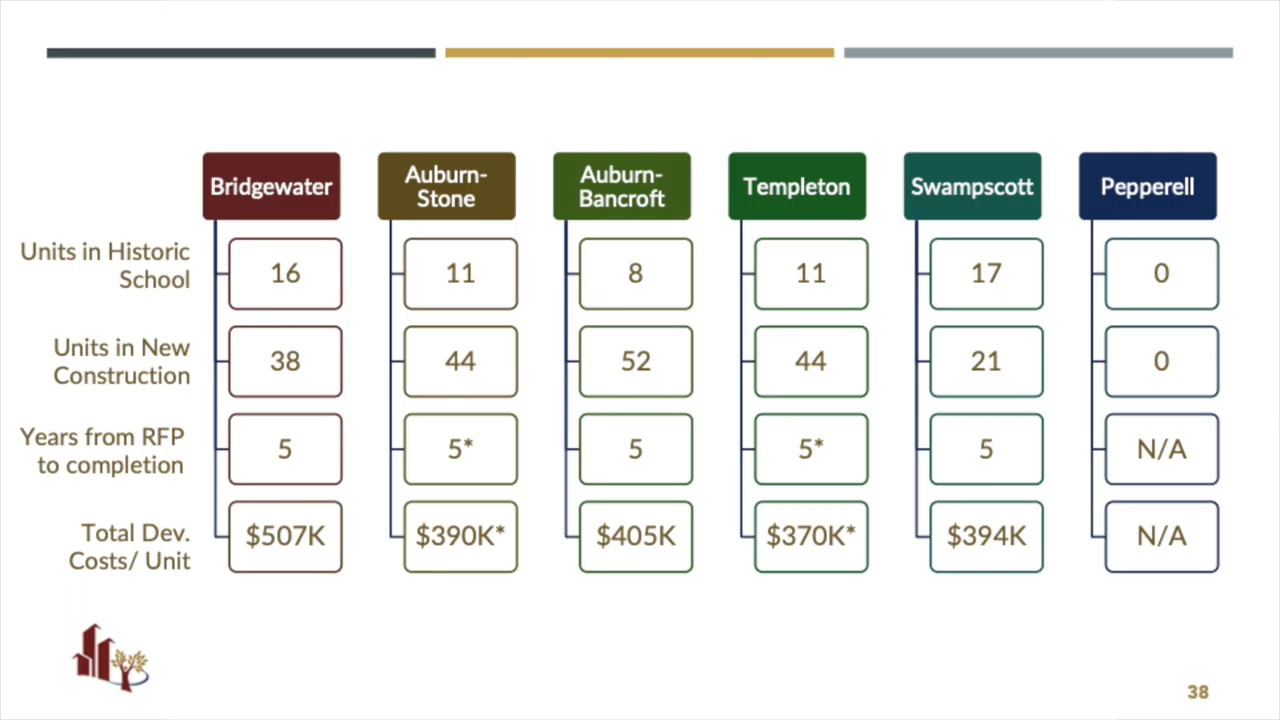 Bridgewater
Auburn-
Stone
Auburn-
Bancroft
Templeton
Swampscott
Pepperell
Units in Historic
School
16
11
8
11
17
0
Units in New
Construction
38
44
52
44
21
0
Years from RFP
to completion
5
5*
5
5*
5
N/A
Total Dev.
Costs/ Unit
$507K
$390K*
$405K
$370K*
$394K
N/A
38